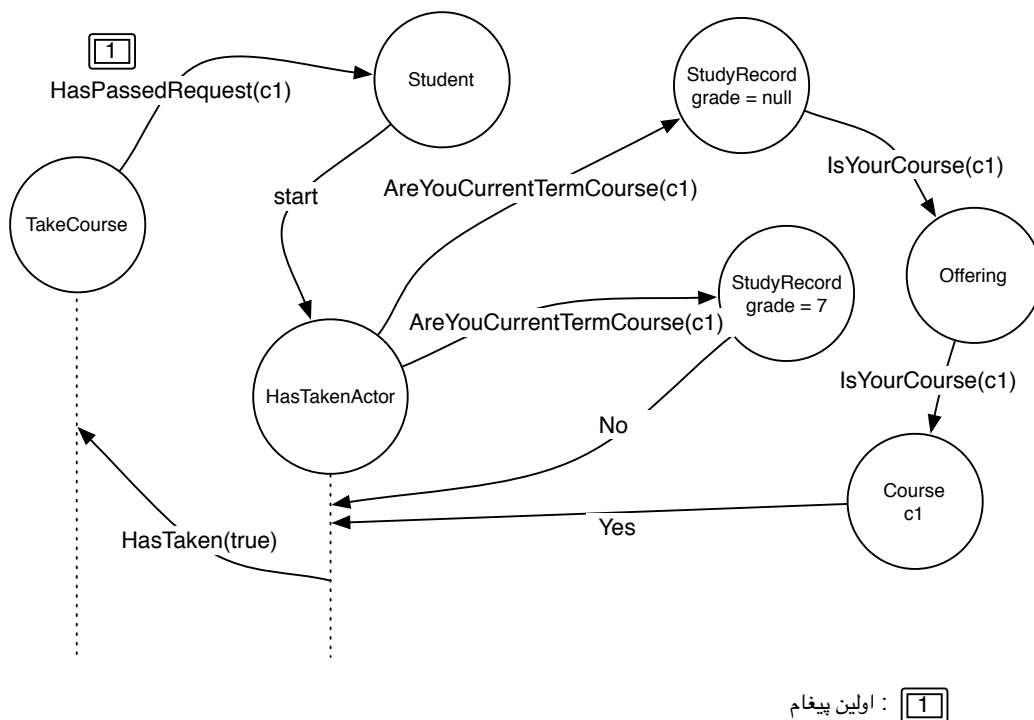 1
HasPassedRequest(c1)
Student
StudyRecord
grade = null
IsYourCourse(c1)
AreYouCurrentTermCourse(c1)
start
TakeCourse
StudyRecord
grade = 7
Offering
AreYouCurrentTermCourse(c1)
IsYourCourse(c1)
HasTakenActor
No
Course
c1
Yes
HasTaken(true)
1 : اولین پیغام